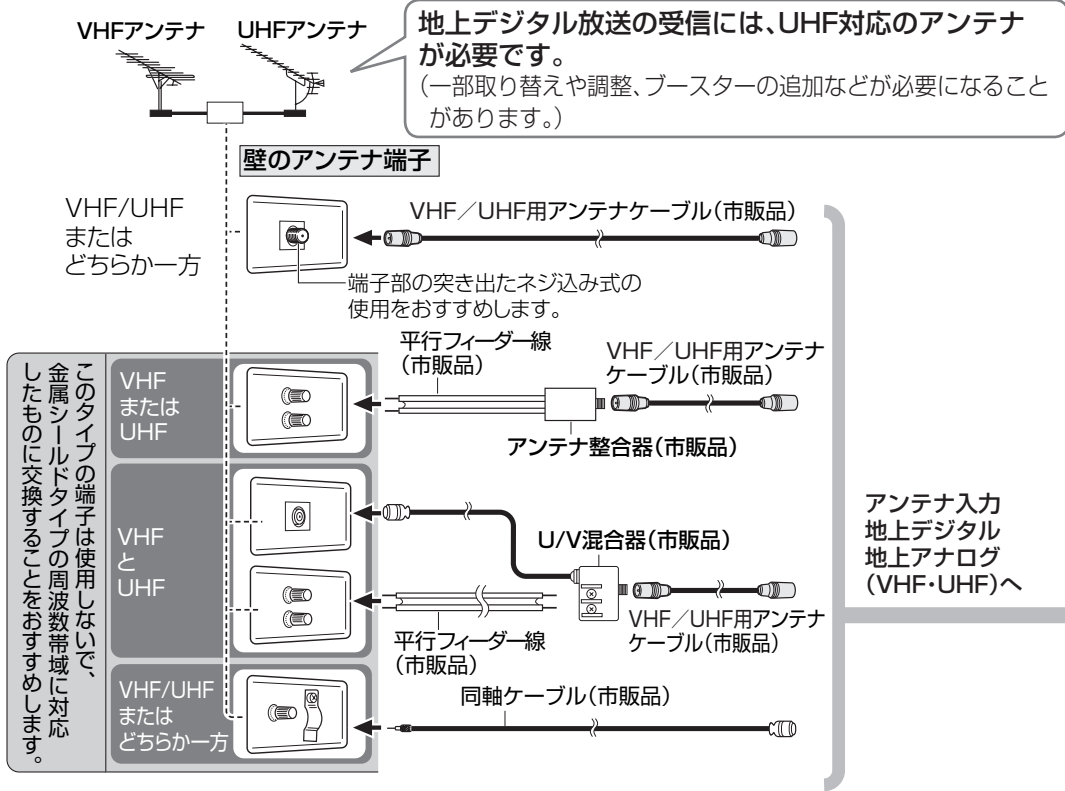 VHFアンテナ
UHFアンテナ
地上デジタル放送の受信には、UHF対応のアンテナ
が必要です。
(一部取り替えや調整、ブースターの追加などが必要になること
があります。)
壁のアンテナ端子
VHF/UHF
または
どちらか一方
VHF/UHF用アンテナケーブル(市販品)
端子部の突き出たネジ込み式の
使用をおすすめします。
このタイプの端子は使用しないで、
金属シールドタイプの周波数帯域に対応
したものに交換することをおすすめします。
VHF
または
UHF
平行フィーダー線
(市販品)
VHF/UHF用アンテナ
ケーブル(市販品)
アンテナ整合器(市販品)
VHF
と
UHF
U/V混合器(市販品)
平行フィーダー線
(市販品)
VHF/UHF用アンテナ
ケーブル(市販品)
VHF/UHF
または
どちらか一方
同軸ケーブル(市販品)
アンテナ入力
地上デジタル
地上アナログ
(VHF・UHF)へ